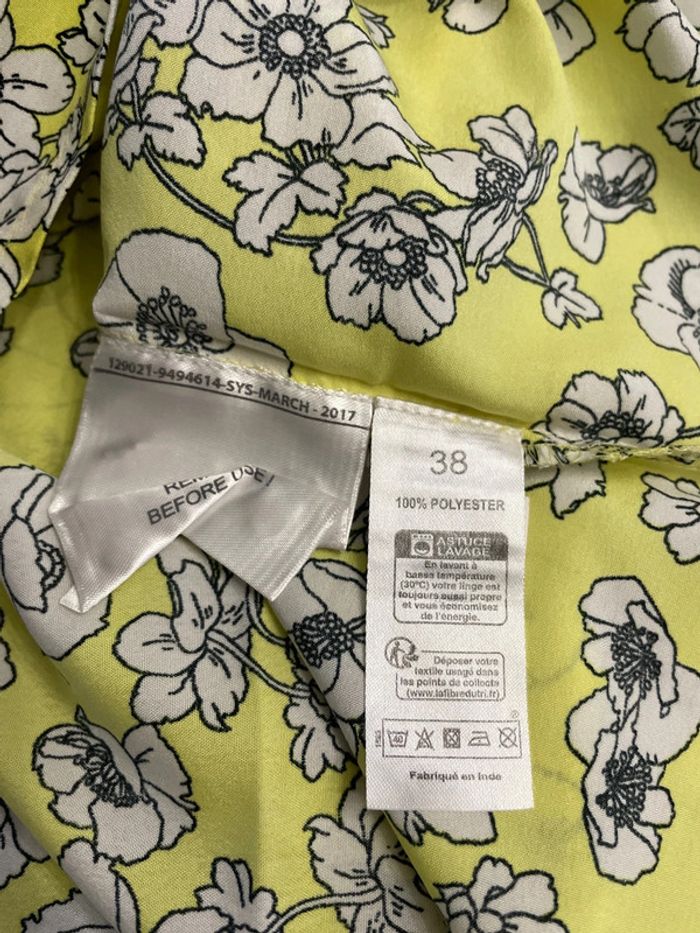 129021-9494614-SYS-MARCH - 2017
BEFORE USE!
38
100% POLYESTER
ASTUCE
LAVAGE
En lavant à
basse température
(30°C) votre linge est
toujours aussi propre
et vous économisez
de l'énergie.
Déposer votre
textile usagé dans
les points de collecte
(www.lafibredutri.fr)
®
40
Fabriqué en Inde